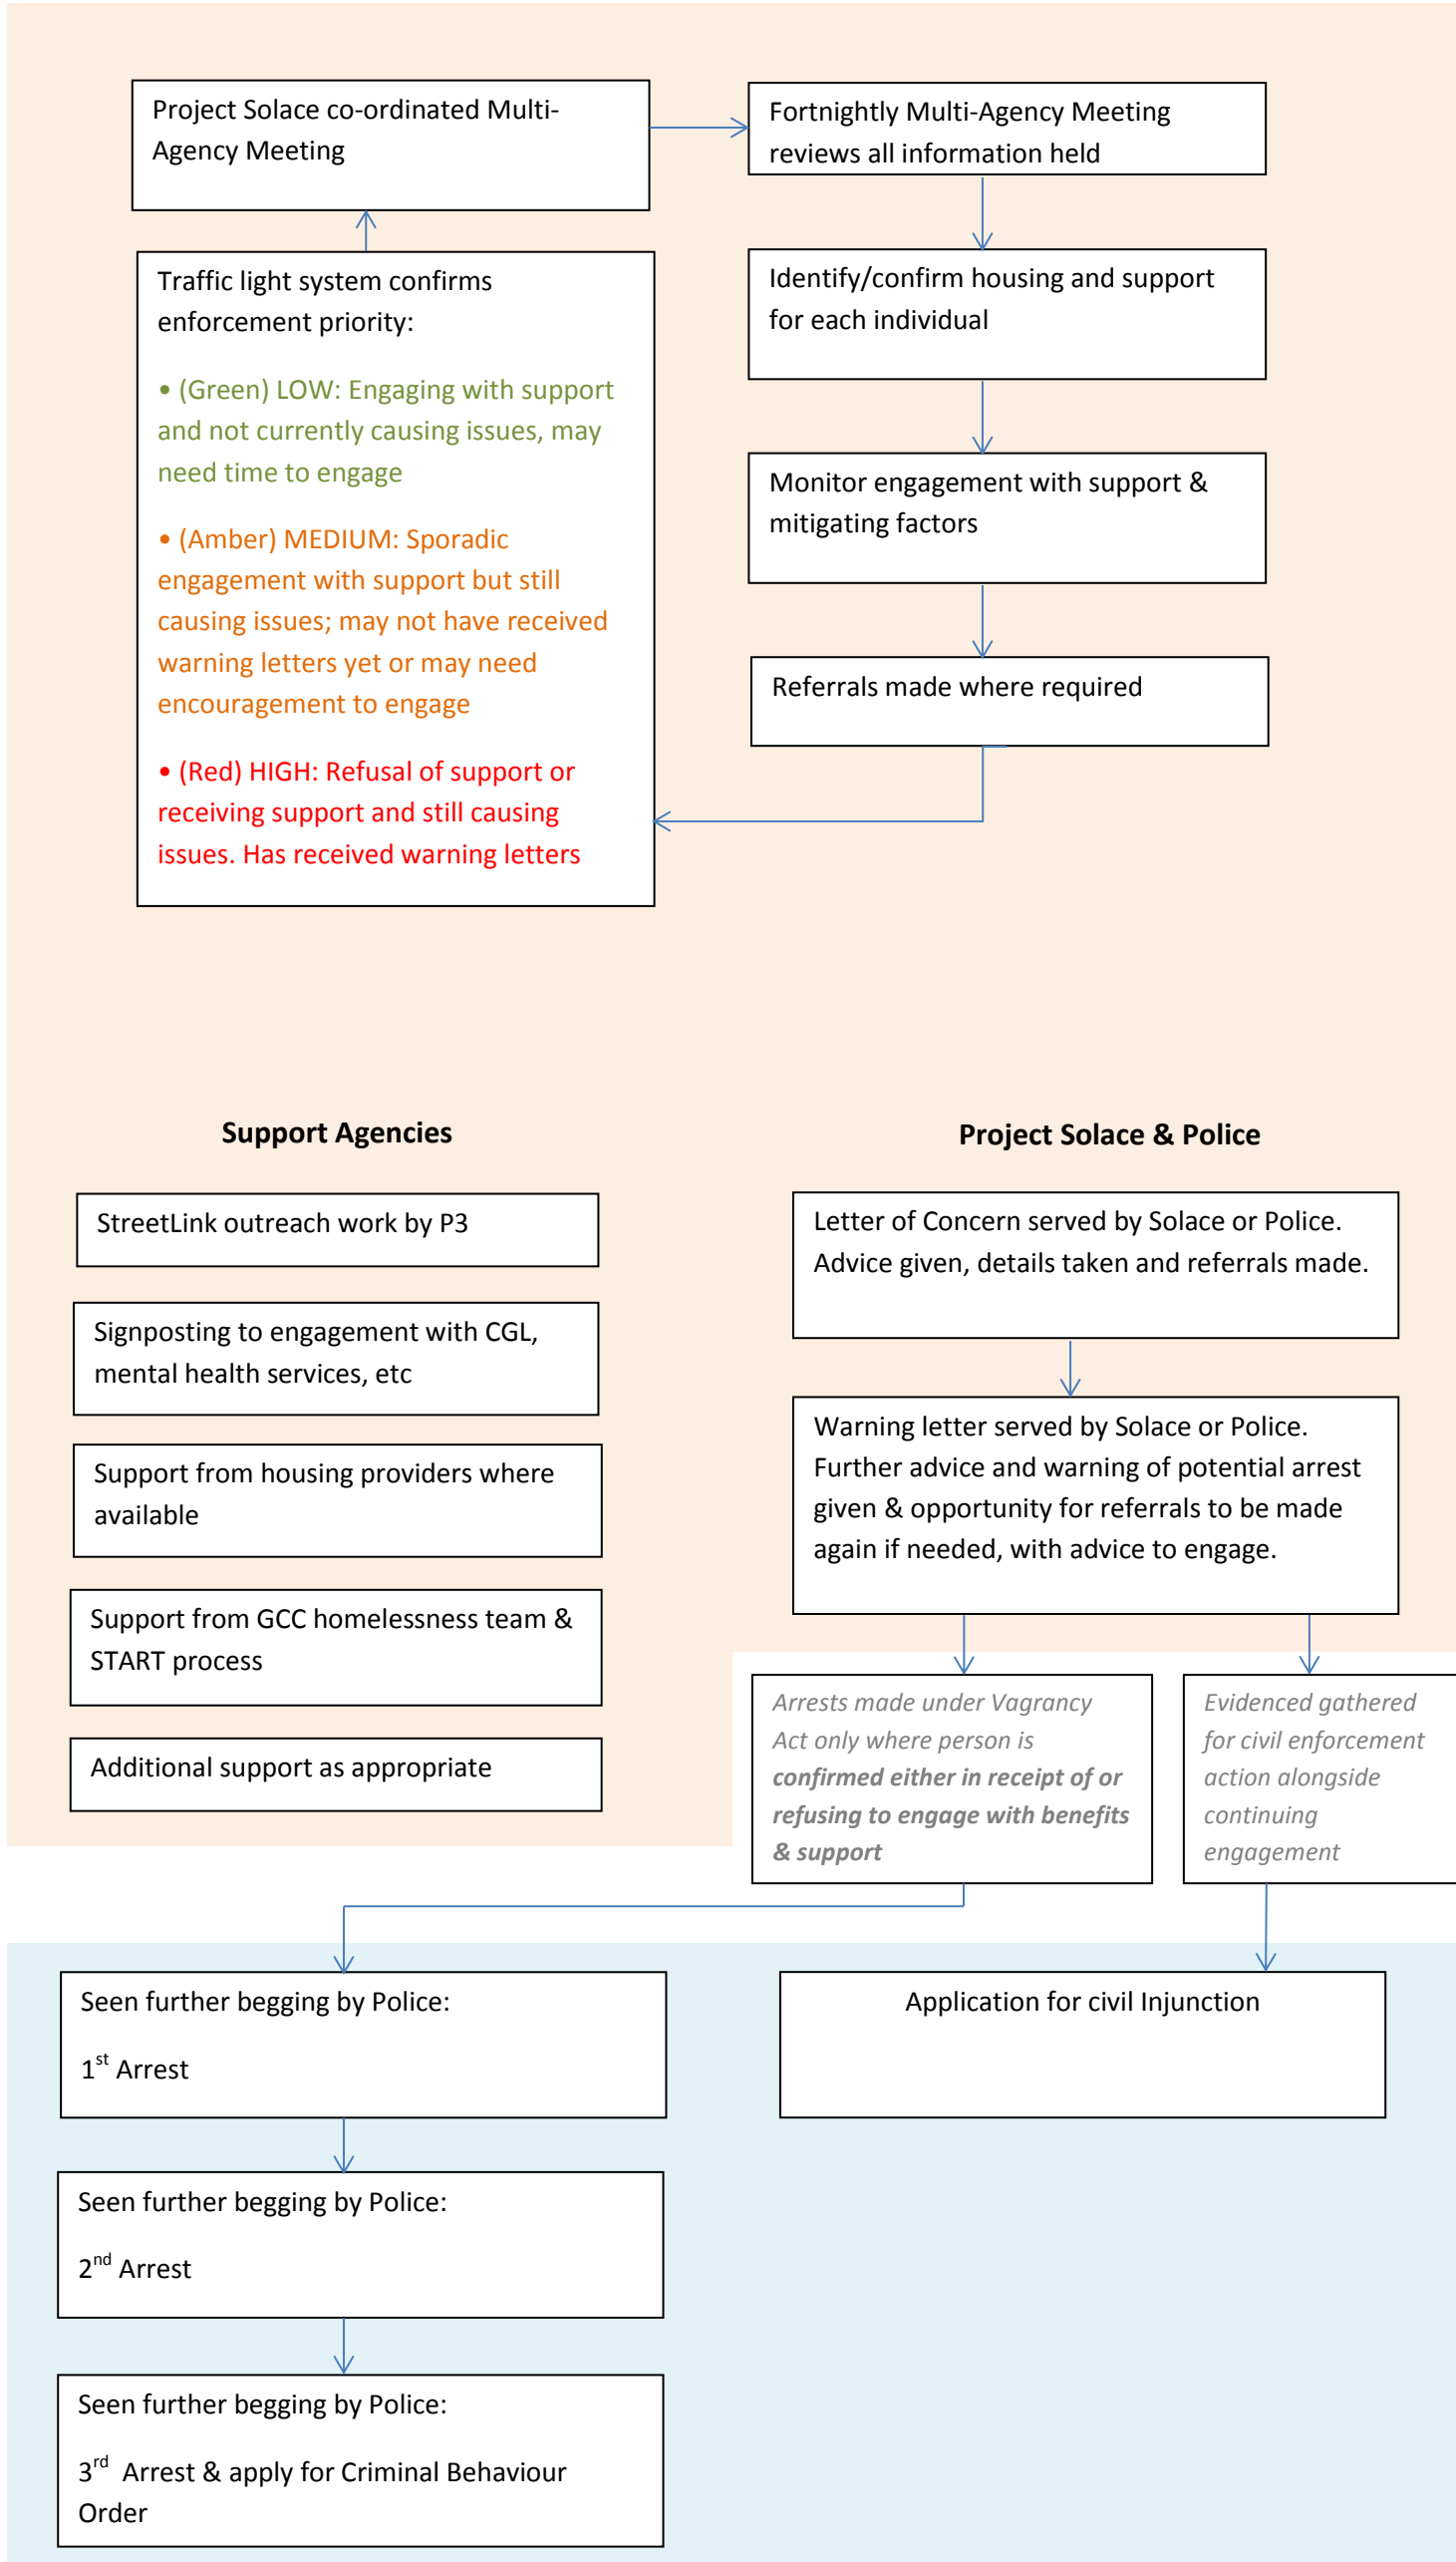 Project Solace co-ordinated Multi-
Agency Meeting
Fortnightly Multi-Agency Meeting
reviews all information held
Traffic light system confirms
enforcement priority:
• (Green) LOW: Engaging with support
and not currently causing issues, may
need time to engage
• (Amber) MEDIUM: Sporadic
engagement with support but still
causing issues; may not have received
warning letters yet or may need
encouragement to engage
• (Red) HIGH: Refusal of support or
receiving support and still causing
issues. Has received warning letters
Identify/confirm housing and support
for each individual
Monitor engagement with support &
mitigating factors
Referrals made where required
Support Agencies
StreetLink outreach work by P3
Signposting to engagement with CGL,
mental health services, etc
Support from housing providers where
available
Support from GCC homelessness team &
START process
Additional support as appropriate
Project Solace & Police
Letter of Concern served by Solace or Police.
Advice given, details taken and referrals made.
Warning letter served by Solace or Police.
Further advice and warning of potential arrest
given & opportunity for referrals to be made
again if needed, with advice to engage.
Arrests made under Vagrancy
Act only where person is
confirmed either in receipt of or
refusing to engage with benefits
& support
Evidenced gathered
for civil enforcement
action alongside
continuing
engagement
Seen further begging by Police:
1st Arrest
Application for civil Injunction
Seen further begging by Police:
2nd Arrest
Seen further begging by Police:
3rd Arrest & apply for Criminal Behaviour
Order